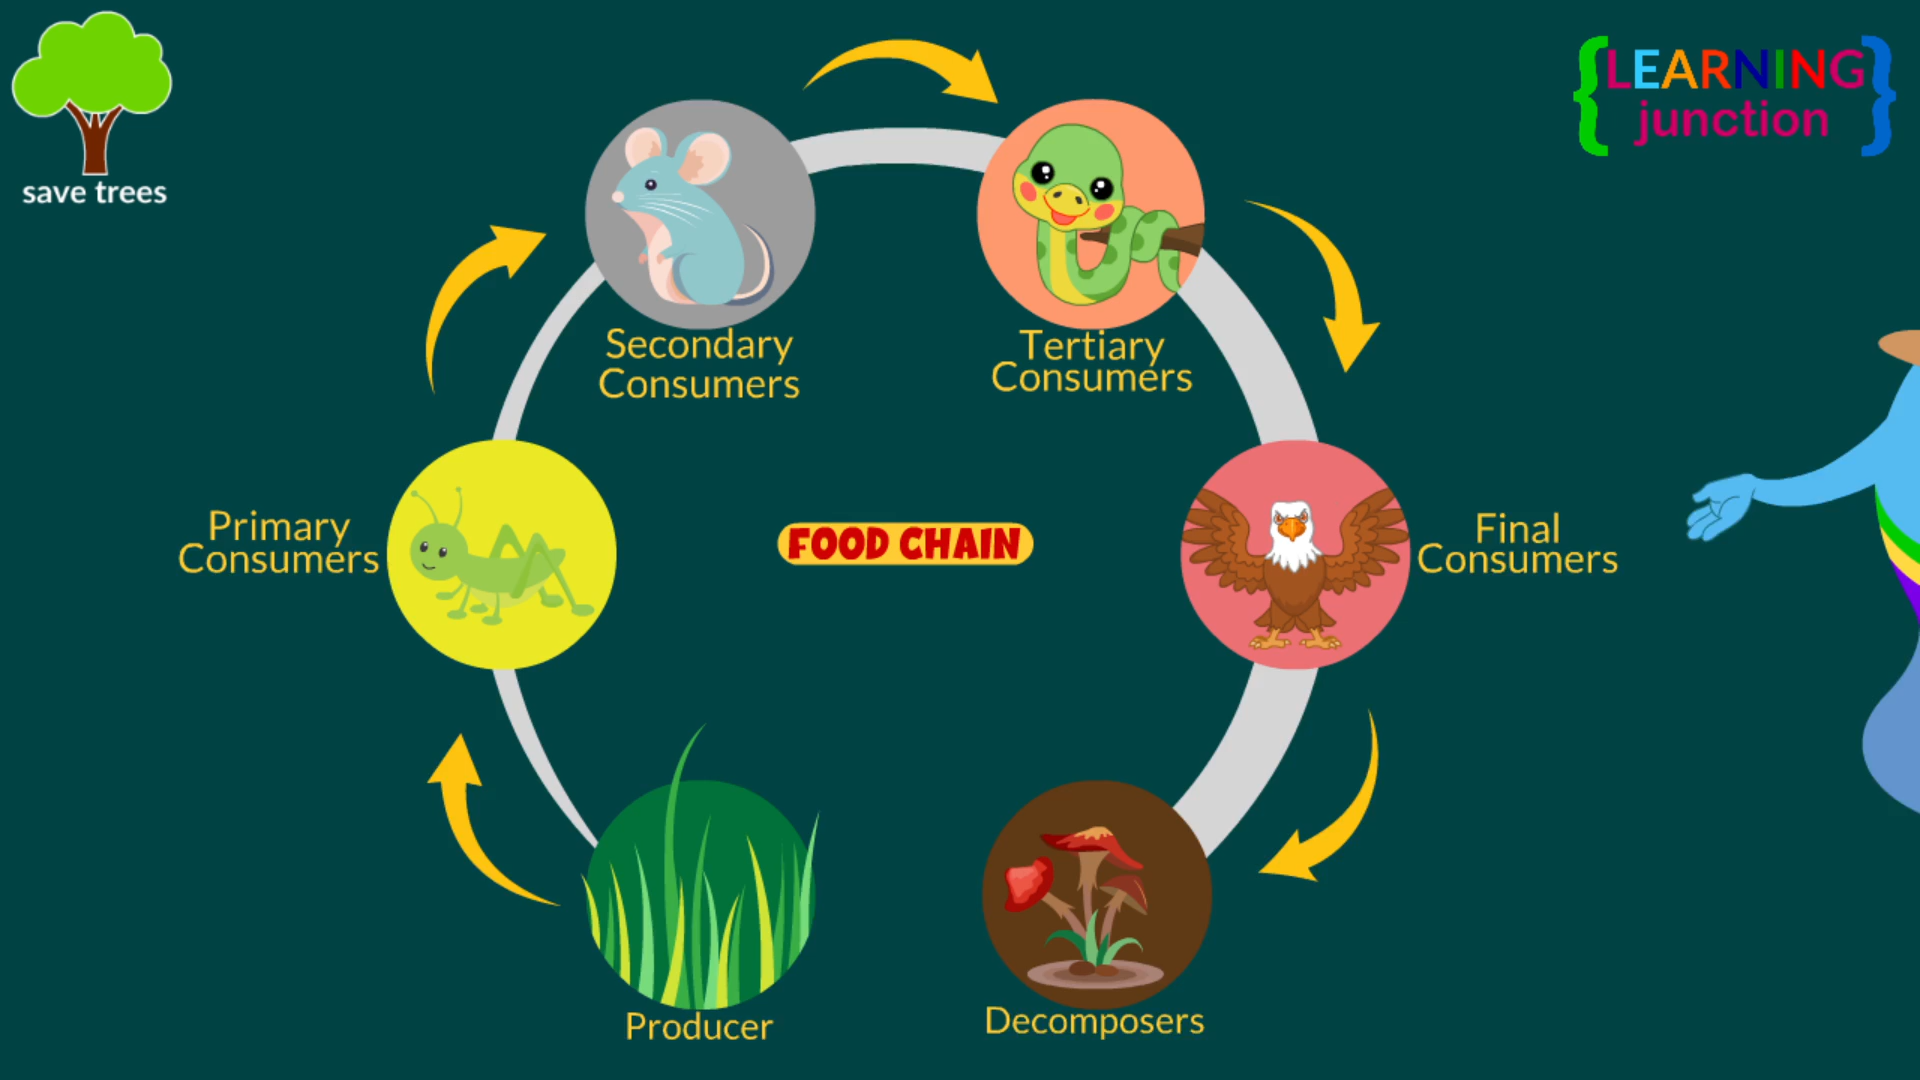 save trees
{LEARNING}
junction
Secondary
Consumers
Tertiary
Consumers
Primary
Consumers
FOOD CHAIN
Final
Consumers
Producer
Decomposers